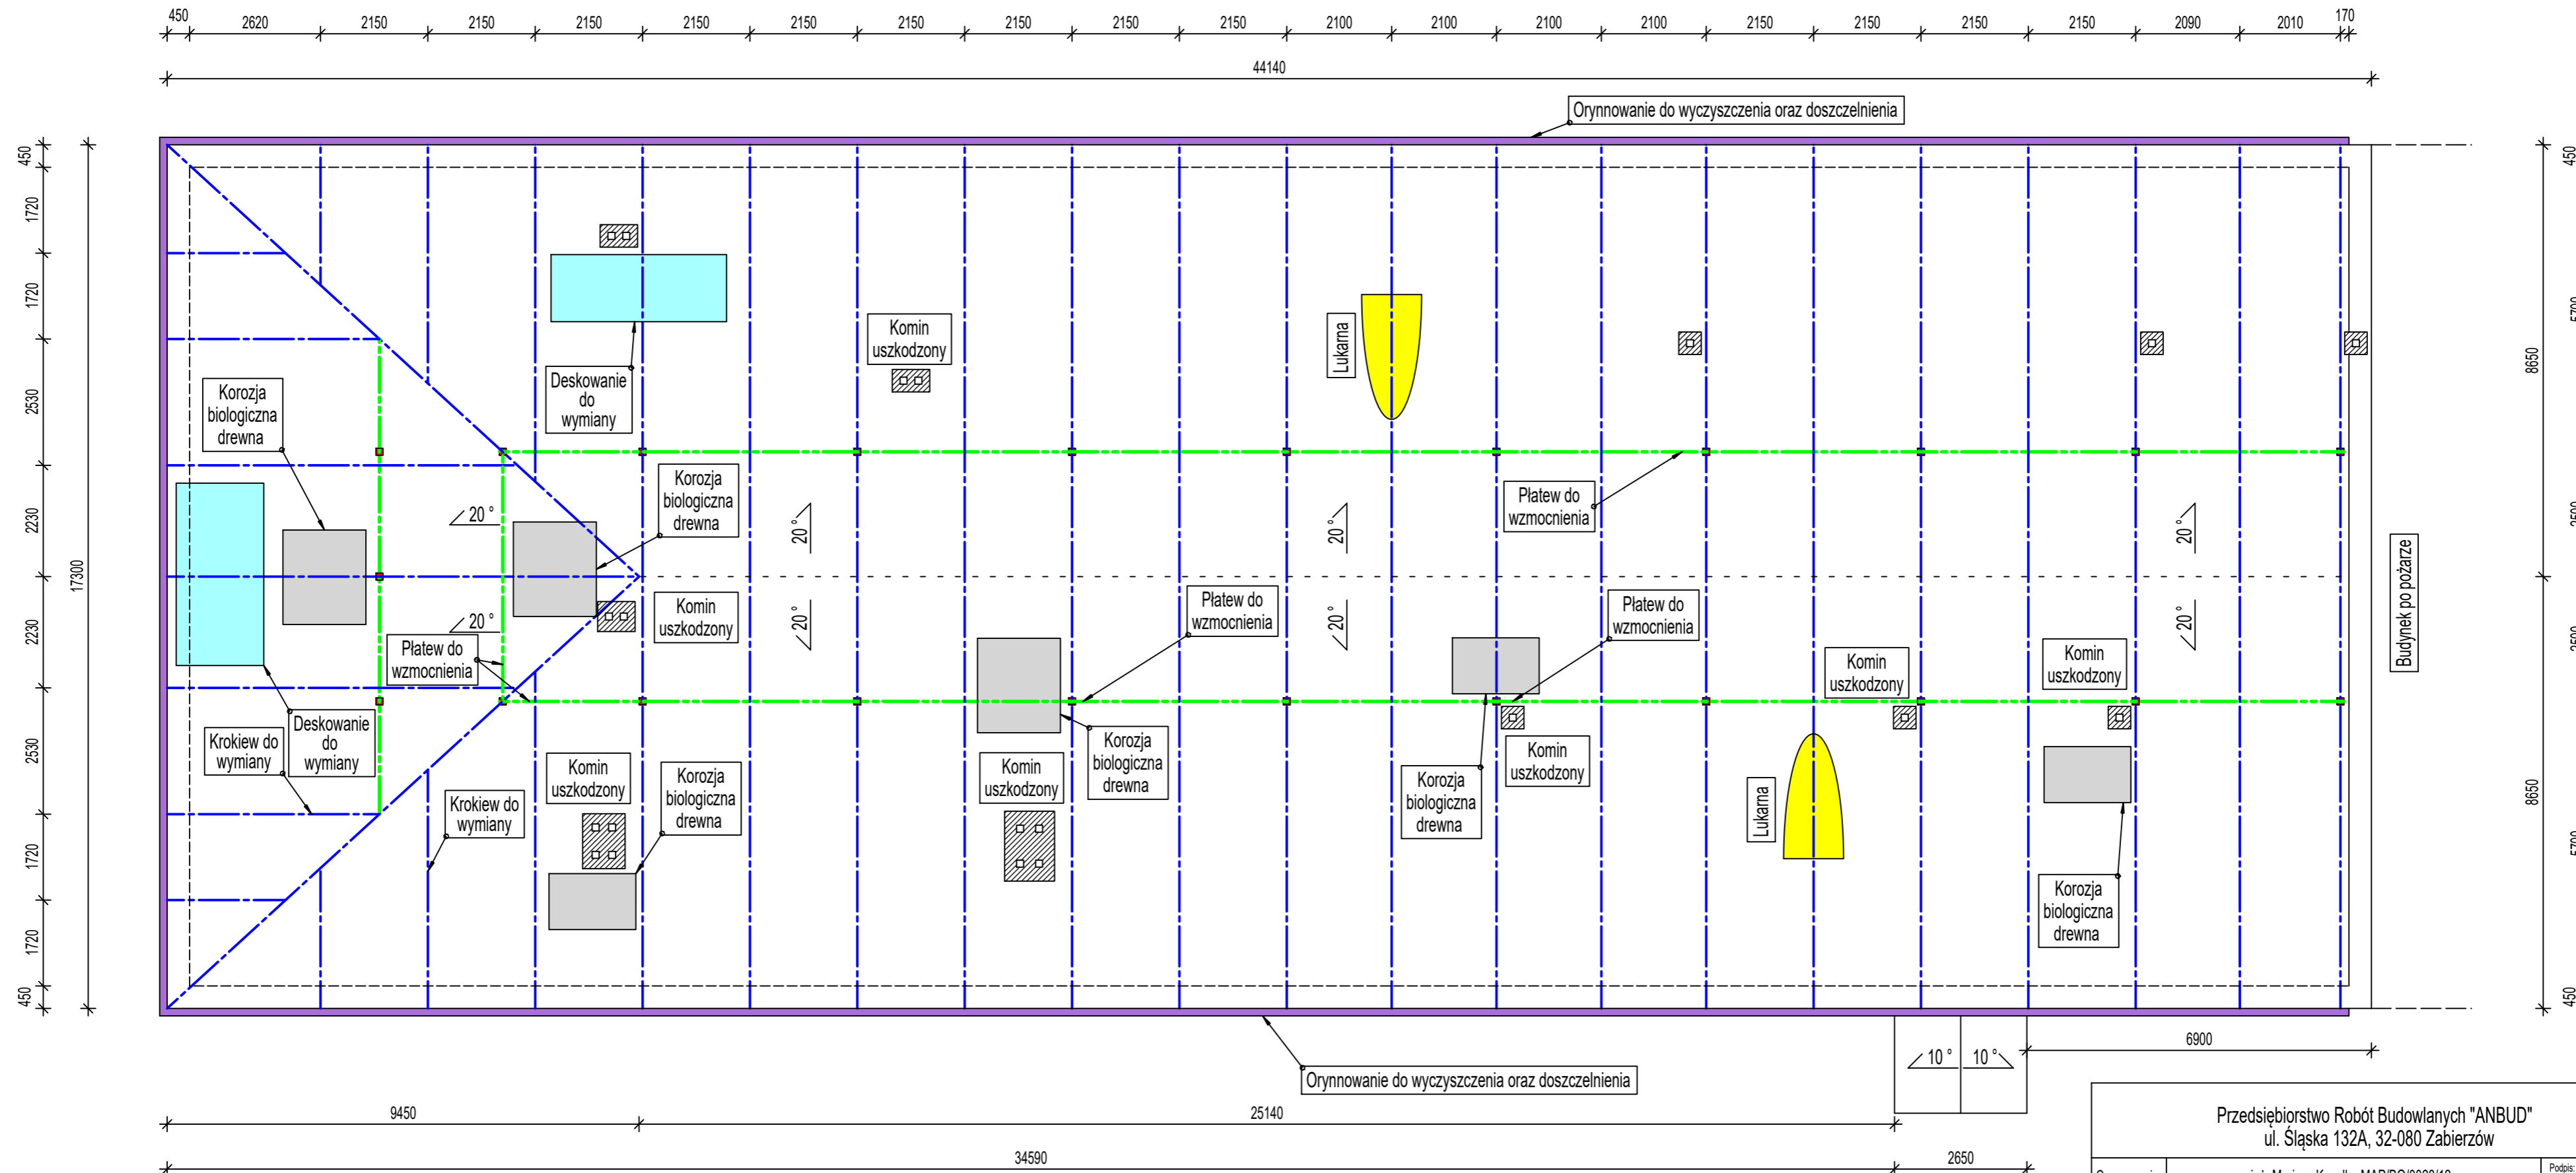 450
2620
2150
2150
2150
2150
2150
2150
2150
2150
2150
2100
2100
2100
2100
2150
2150
2150
2150
2090
2010
170
44140
Orynnowanie do wyczyszczenia oraz doszczelnienia
450
1720
1720
2530
2230
2230
2530
1720
1720
450
17300
Korozja
biologiczna
drewna
Deskowanie
do
wymiany
Komin
uszkodzony
Lukarna
Korozja
biologiczna
drewna
Płatew do
wzmocnienia
20 °
20 °
20 °
20 °
20 °
20 °
20 °
20 °
Komin
uszkodzony
Płatew do
wzmocnienia
Płatew do
wzmocnienia
Płatew do
wzmocnienia
Komin
uszkodzony
Komin
uszkodzony
Krokiew do
wymiany
Deskowanie
do
wymiany
Krokiew do
wymiany
Komin
uszkodzony
Korozja
biologiczna
drewna
Komin
uszkodzony
Korozja
biologiczna
drewna
Korozja
biologiczna
drewna
Komin
uszkodzony
Lukarna
Korozja
biologiczna
drewna
Budynek po pożarze
8650
8650
450
450
Orynnowanie do wyczyszczenia oraz doszczelnienia
10 °
10 °
6900
9450
25140
34590
2650
Przedsiębiorstwo Robót Budowlanych "ANBUD"
ul. Śląska 132A, 32-080 Zabierzów
Podpis: